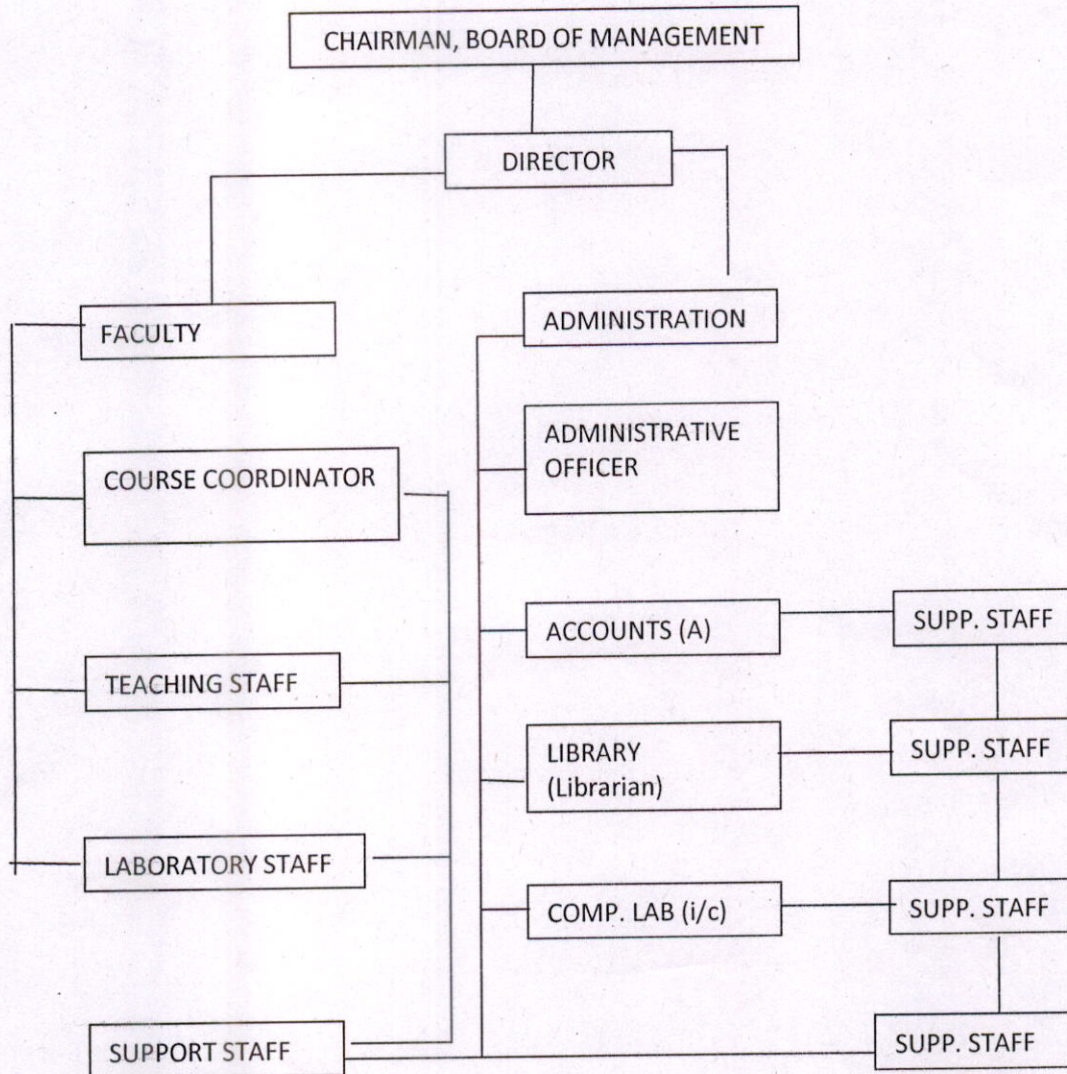 CHAIRMAN, BOARD OF MANAGEMENT
DIRECTOR
FACULTY
ADMINISTRATION
ADMINISTRATIVE
OFFICER
COURSE COORDINATOR
ACCOUNTS (A)
SUPP. STAFF
TEACHING STAFF
LIBRARY
(Librarian)
SUPP. STAFF
LABORATORY STAFF
COMP. LAB (i/c)
SUPP. STAFF
SUPPORT STAFF
SUPP. STAFF